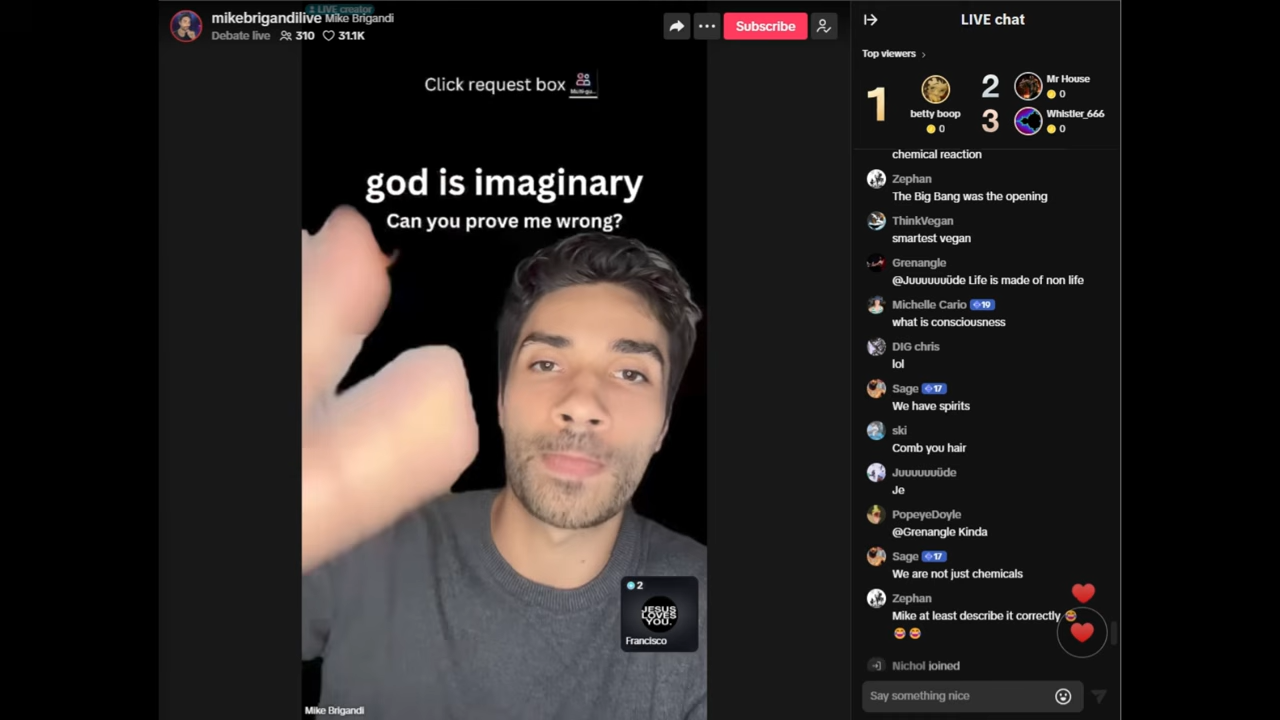 LIVE creator
mikebrigandilive Mike Brigandi
Debate live 310 31.1K
Subscribe
Click request box
god is imaginary
Can you prove me wrong?
2
JESUS
LOVES
YOU.
Francisco
Mike Brigandi
LIVE chat
Top viewers
1
betty boop
0
2
Mr House
0
3
Whistler_666
0
chemical reaction
Zephan
The Big Bang was the opening
ThinkVegan
smartest vegan
Grenangle
@Juuuuuuüde Life is made of non life
Michelle Cario 19
what is consciousness
DIG chris
lol
Sage 17
We have spirits
ski
Comb you hair
Juuuuuuüde
Je
PopeyeDoyle
@Grenangle Kinda
Sage 17
We are not just chemicals
Zephan
Mike at least describe it correctly
Nichol joined
Say something nice